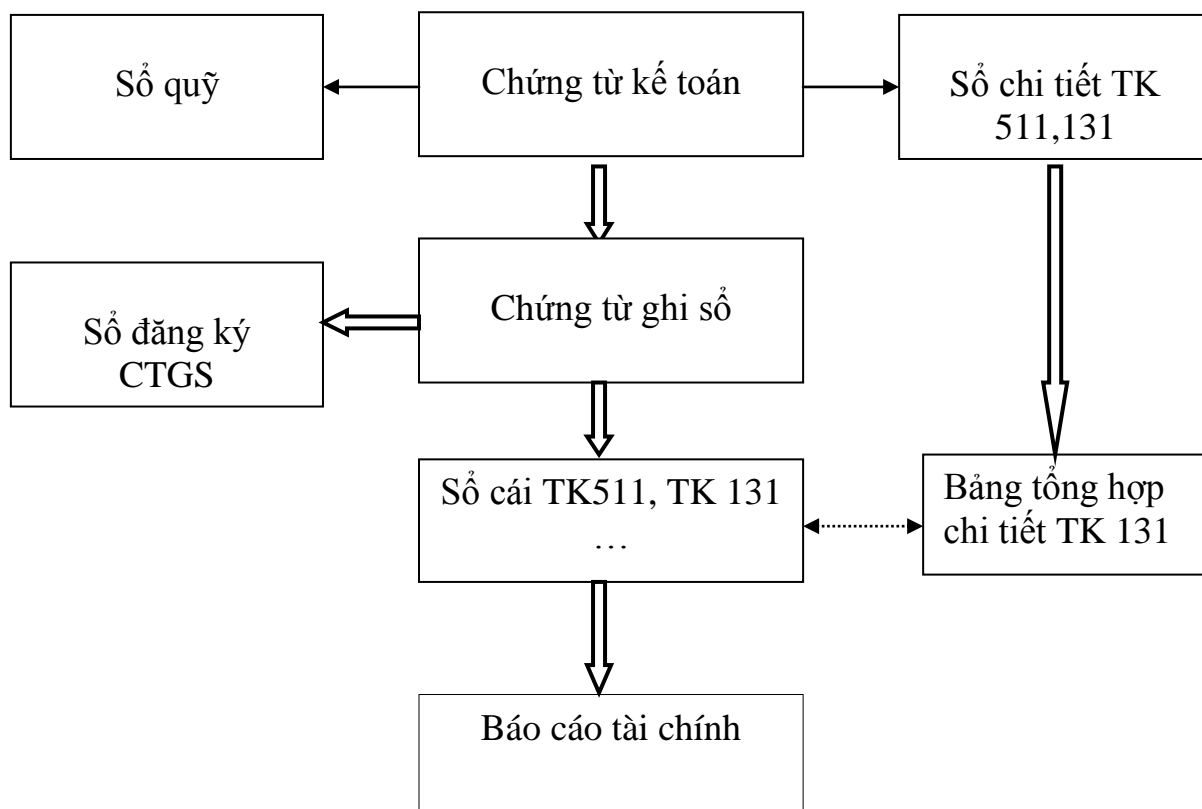 Sổ quỹ
Chứng từ kế toán
Sổ chi tiết TK
511,131
Chứng từ ghi sổ
Sổ đăng ký
CTGS
Sổ cái TK511, TK 131
…
Bảng tổng hợp
chi tiết TK 131
Báo cáo tài chính